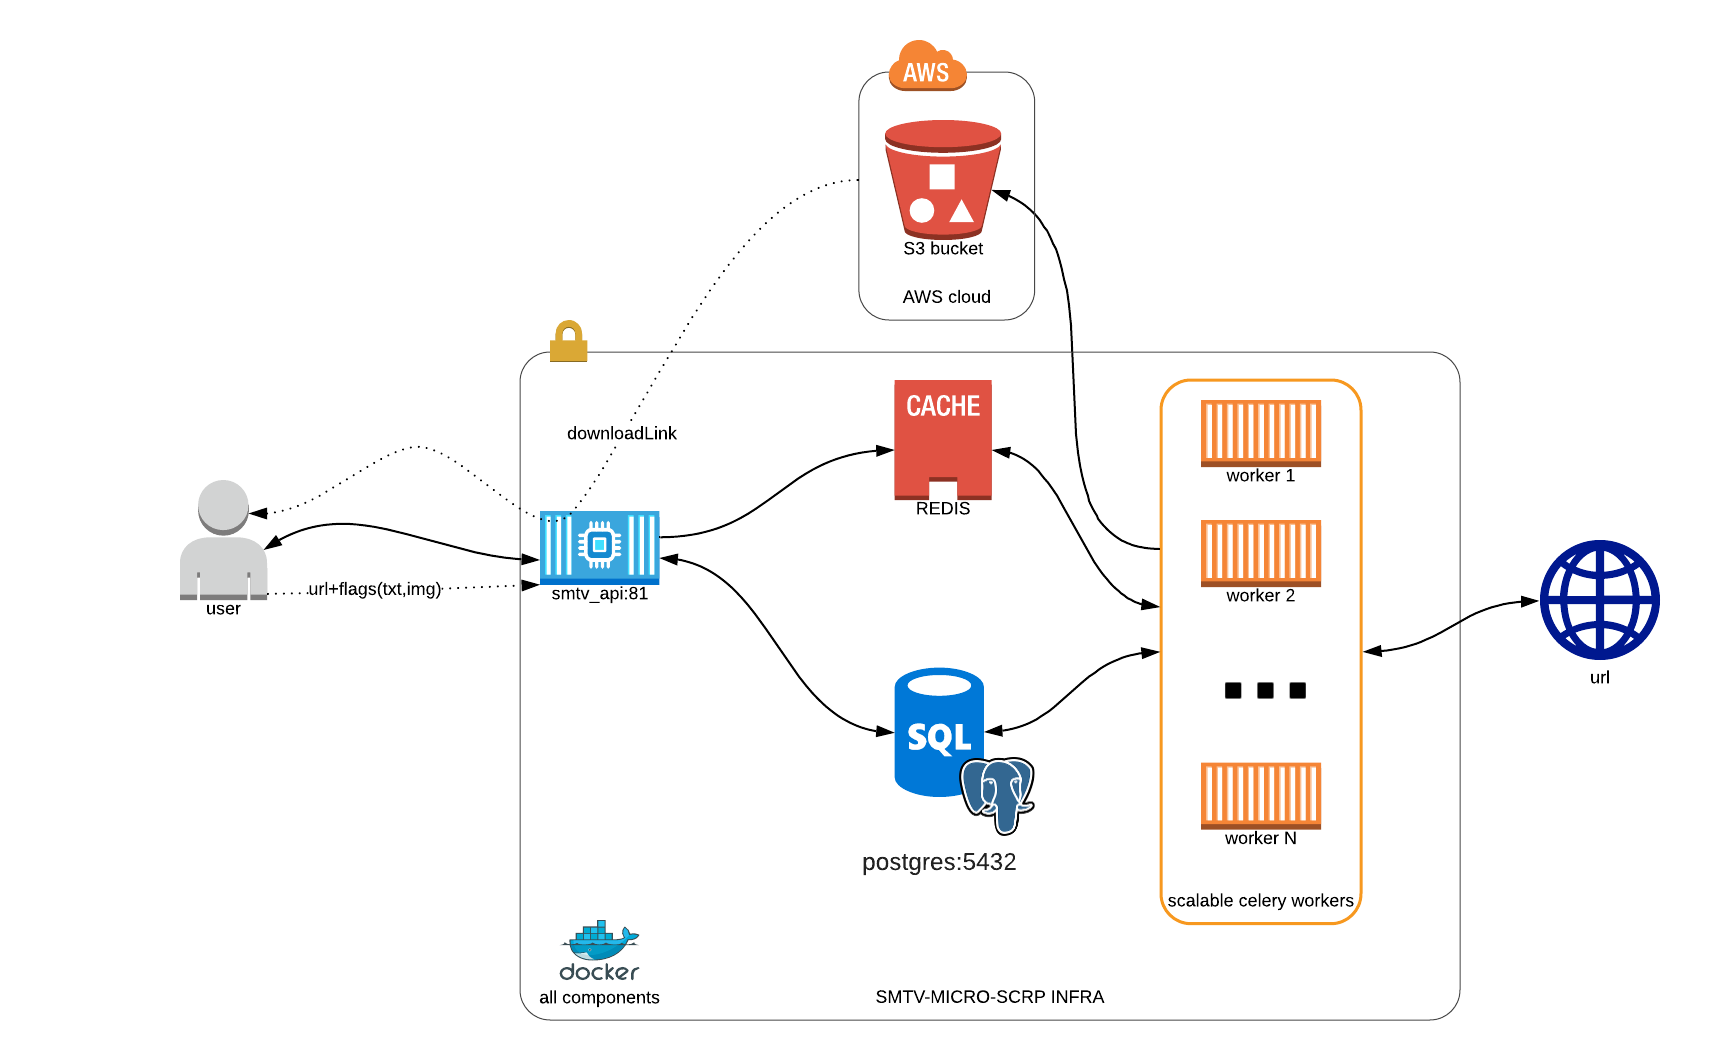 AWS
S3 bucket
AWS cloud
CACHE
REDIS
downloadLink
user
url+flags(txt,img)
smtv_api:81
SQL
postgres:5432
worker 1
worker 2
worker N
scalable celery workers
url
docker
all components
SMTV-MICRO-SCRP INFRA